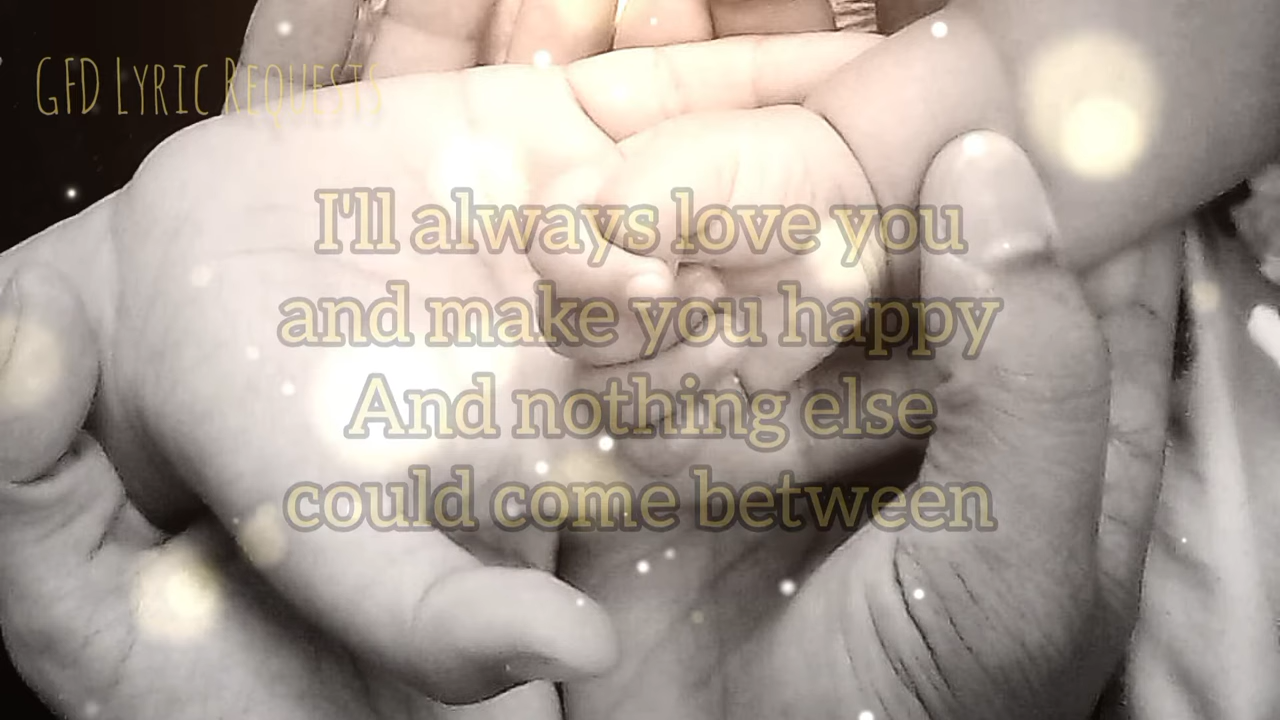 GFD Lyric Requests
I'll always love you
and make you happy
And nothing else
could come between